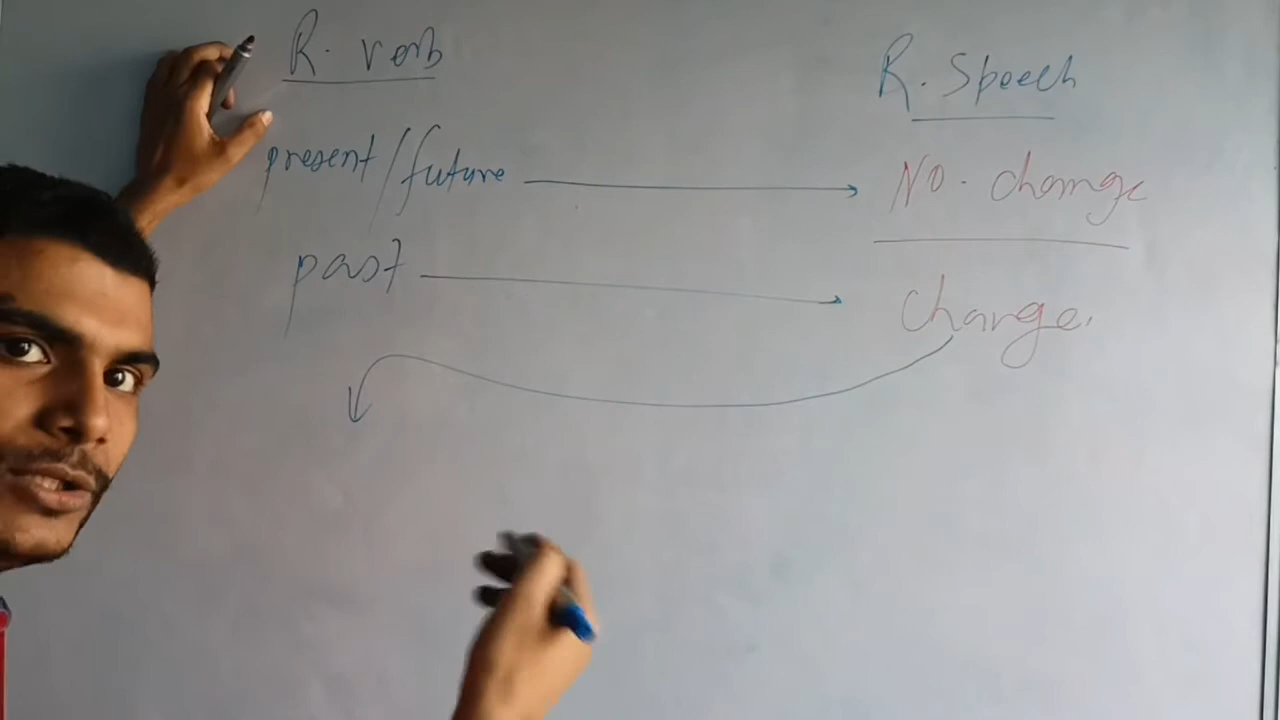 R. verb R. Speech
present/future → No. change
past → change.